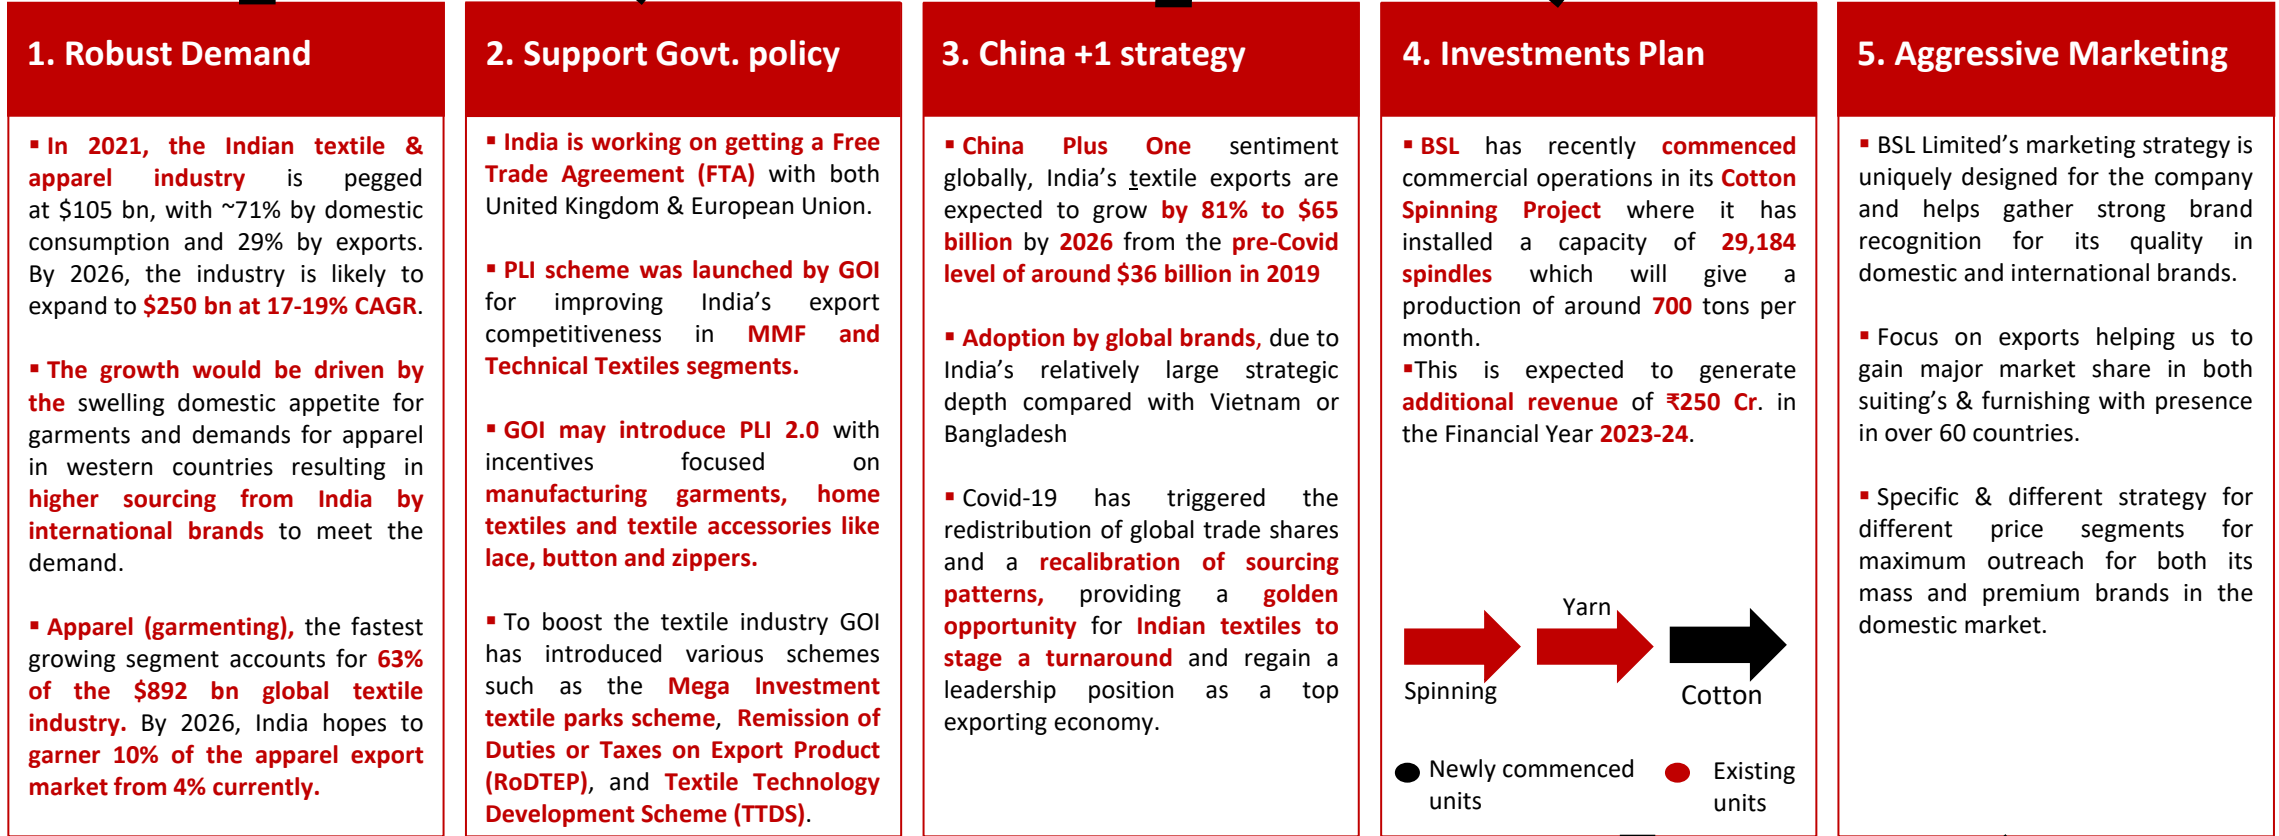 1. Robust Demand
▪ In 2021, the Indian textile &
apparel industry is pegged
at $105 bn, with ~71% by domestic
consumption and 29% by exports.
By 2026, the industry is likely to
expand to $250 bn at 17-19% CAGR.
▪ The growth would be driven by
the swelling domestic appetite for
garments and demands for apparel
in western countries resulting in
higher sourcing from India by
international brands to meet the
demand.
▪ Apparel (garmenting), the fastest
growing segment accounts for 63%
of the $892 bn global textile
industry. By 2026, India hopes to
garner 10% of the apparel export
market from 4% currently.
2. Support Govt. policy
▪ India is working on getting a Free
Trade Agreement (FTA) with both
United Kingdom & European Union.
▪ PLI scheme was launched by GOI
for improving India’s export
competitiveness in MMF and
Technical Textiles segments.
▪ GOI may introduce PLI 2.0 with
incentives focused on
manufacturing garments, home
textiles and textile accessories like
lace, button and zippers.
▪ To boost the textile industry GOI
has introduced various schemes
such as the Mega Investment
textile parks scheme, Remission of
Duties or Taxes on Export Product
(RoDTEP), and Textile Technology
Development Scheme (TTDS).
3. China +1 strategy
▪ China Plus One sentiment
globally, India’s textile exports are
expected to grow by 81% to $65
billion by 2026 from the pre-Covid
level of around $36 billion in 2019
▪ Adoption by global brands, due to
India’s relatively large strategic
depth compared with Vietnam or
Bangladesh
▪ Covid-19 has triggered the
redistribution of global trade shares
and a recalibration of sourcing
patterns, providing a golden
opportunity for Indian textiles to
stage a turnaround and regain a
leadership position as a top
exporting economy.
4. Investments Plan
▪ BSL has recently commenced
commercial operations in its Cotton
Spinning Project where it has
installed a capacity of 29,184
spindles which will give a
production of around 700 tons per
month.
▪This is expected to generate
additional revenue of ₹250 Cr. in
the Financial Year 2023-24.
Yarn
Spinning
Cotton
Newly commenced
units
Existing
units
5. Aggressive Marketing
▪ BSL Limited’s marketing strategy is
uniquely designed for the company
and helps gather strong brand
recognition for its quality in
domestic and international brands.
▪ Focus on exports helping us to
gain major market share in both
suiting’s & furnishing with presence
in over 60 countries.
▪ Specific & different strategy for
different price segments for
maximum outreach for both its
mass and premium brands in the
domestic market.